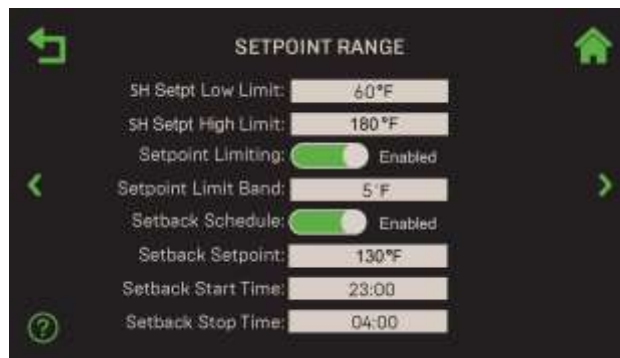 SETPOINT RANGE
SH Setpt Low Limit: 60°F
SH Setpt High Limit: 180°F
Setpoint Limiting: Enabled
Setpoint Limit Band: 5°F
Setback Schedule: Enabled
Setback Setpoint: 130°F
Setback Start Time: 23:00
Setback Stop Time: 04:00
?